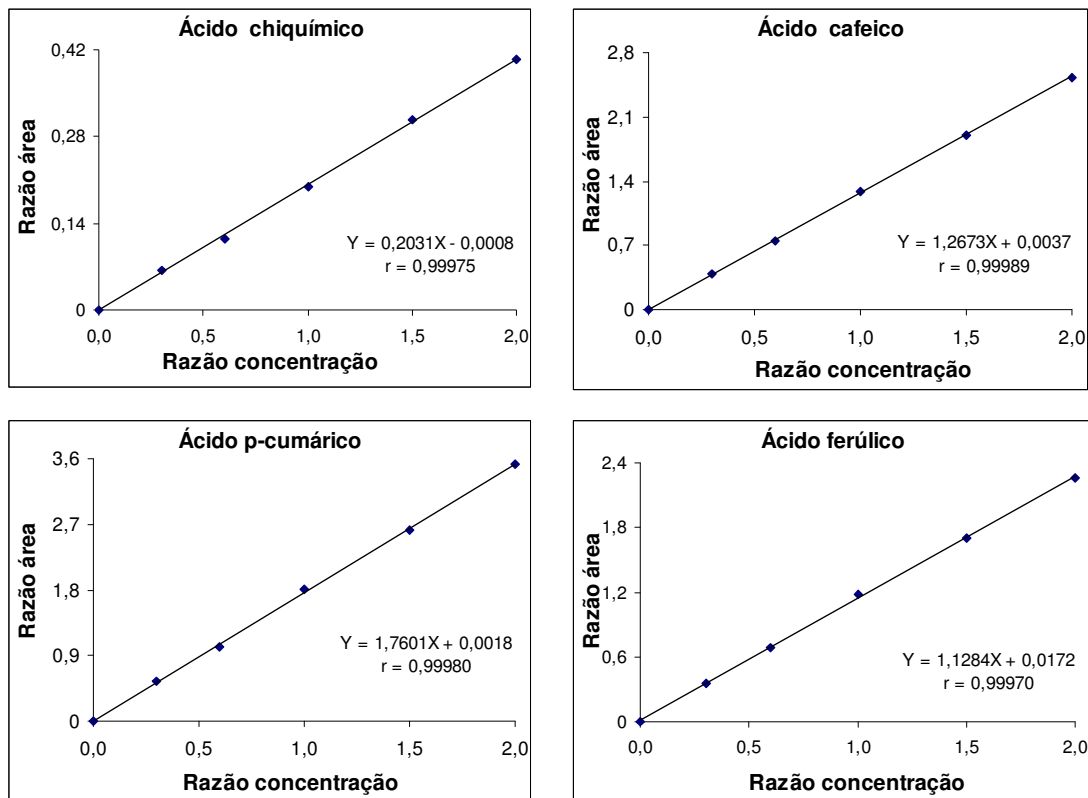 Ácido chiquímico
0,42
0,28
0,14
0
Razão área
Y = 0,2031X - 0,0008
r = 0,99975
0,0 0,5 1,0 1,5 2,0
Razão concentração
Ácido cafeico
2,8
2,1
1,4
0,7
0
Razão área
Y = 1,2673X + 0,0037
r = 0,99989
0,0 0,5 1,0 1,5 2,0
Razão concentração
Ácido p-cumárico
3,6
2,7
1,8
0,9
0
Razão área
Y = 1,7601X + 0,0018
r = 0,99980
0,0 0,5 1,0 1,5 2,0
Razão concentração
Ácido ferúlico
2,4
1,8
1,2
0,6
0
Razão área
Y = 1,1284X + 0,0172
r = 0,99970
0,0 0,5 1,0 1,5 2,0
Razão concentração